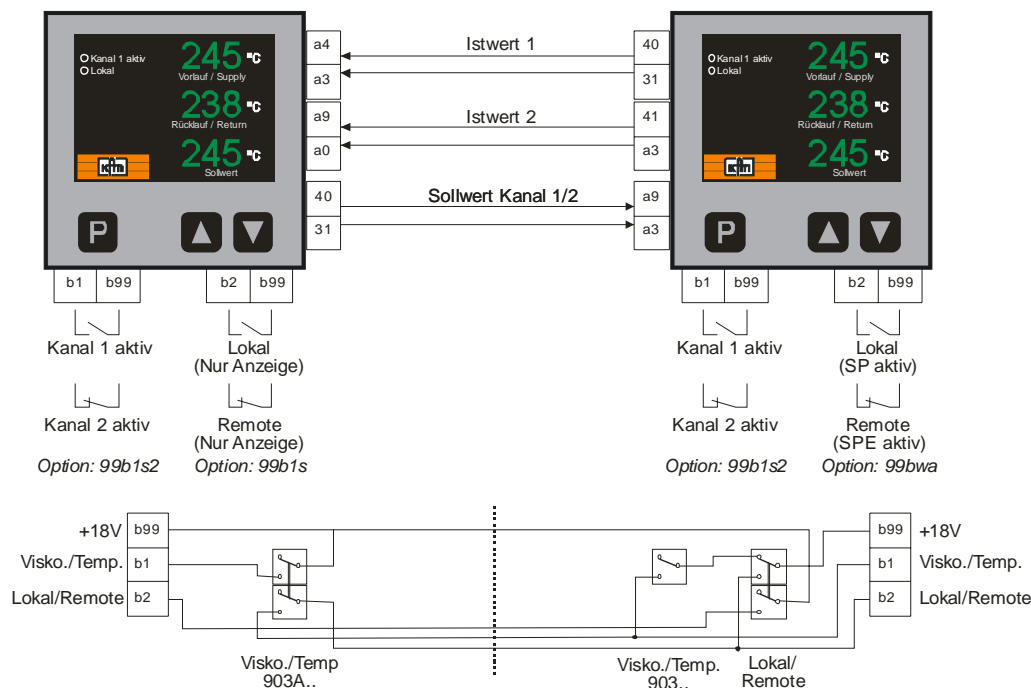 Kanal 1 aktiv
Lokal
245 °C
Vorlauf / Supply
238 °C
Rücklauf / Return
245 °C
Sollwert
P
a4
a3
a9
a0
40
31
Istwert 1
Istwert 2
Sollwert Kanal 1/2
40
31
41
a3
a9
a3
Kanal 1 aktiv
Lokal
245 °C
Vorlauf / Supply
238 °C
Rücklauf / Return
245 °C
Sollwert
P
b1 b99 b2 b99
b1 b99 b2 b99
Kanal 1 aktiv
Lokal
(Nur Anzeige)
Kanal 2 aktiv
Remote
(Nur Anzeige)
Option: 99b1s2
Option: 99b1s
Kanal 1 aktiv
Lokal
(SP aktiv)
Kanal 2 aktiv
Remote
(SPE aktiv)
Option: 99b1s2
Option: 99bwa
+18V b99
Visko./Temp. b1
Lokal/Remote b2
b99 +18V
b1 Visko./Temp.
b2 Lokal/Remote
Visko./Temp
903A..
Visko./Temp.
903..
Lokal/
Remote